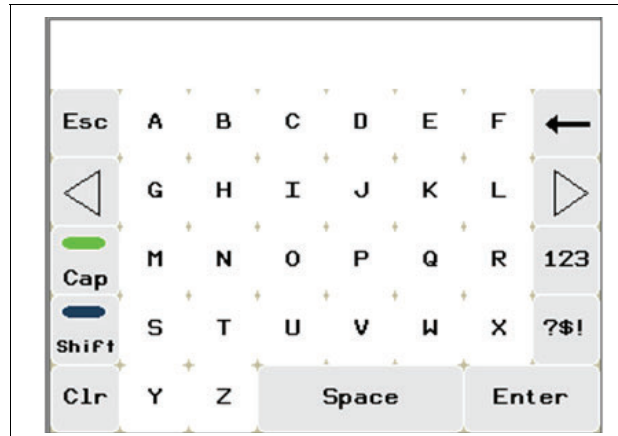 Esc A B C D E F
G H I J K L
Cap M N O P Q R 123
Shift S T U V W X ?$!
Clr Y Z Space Enter